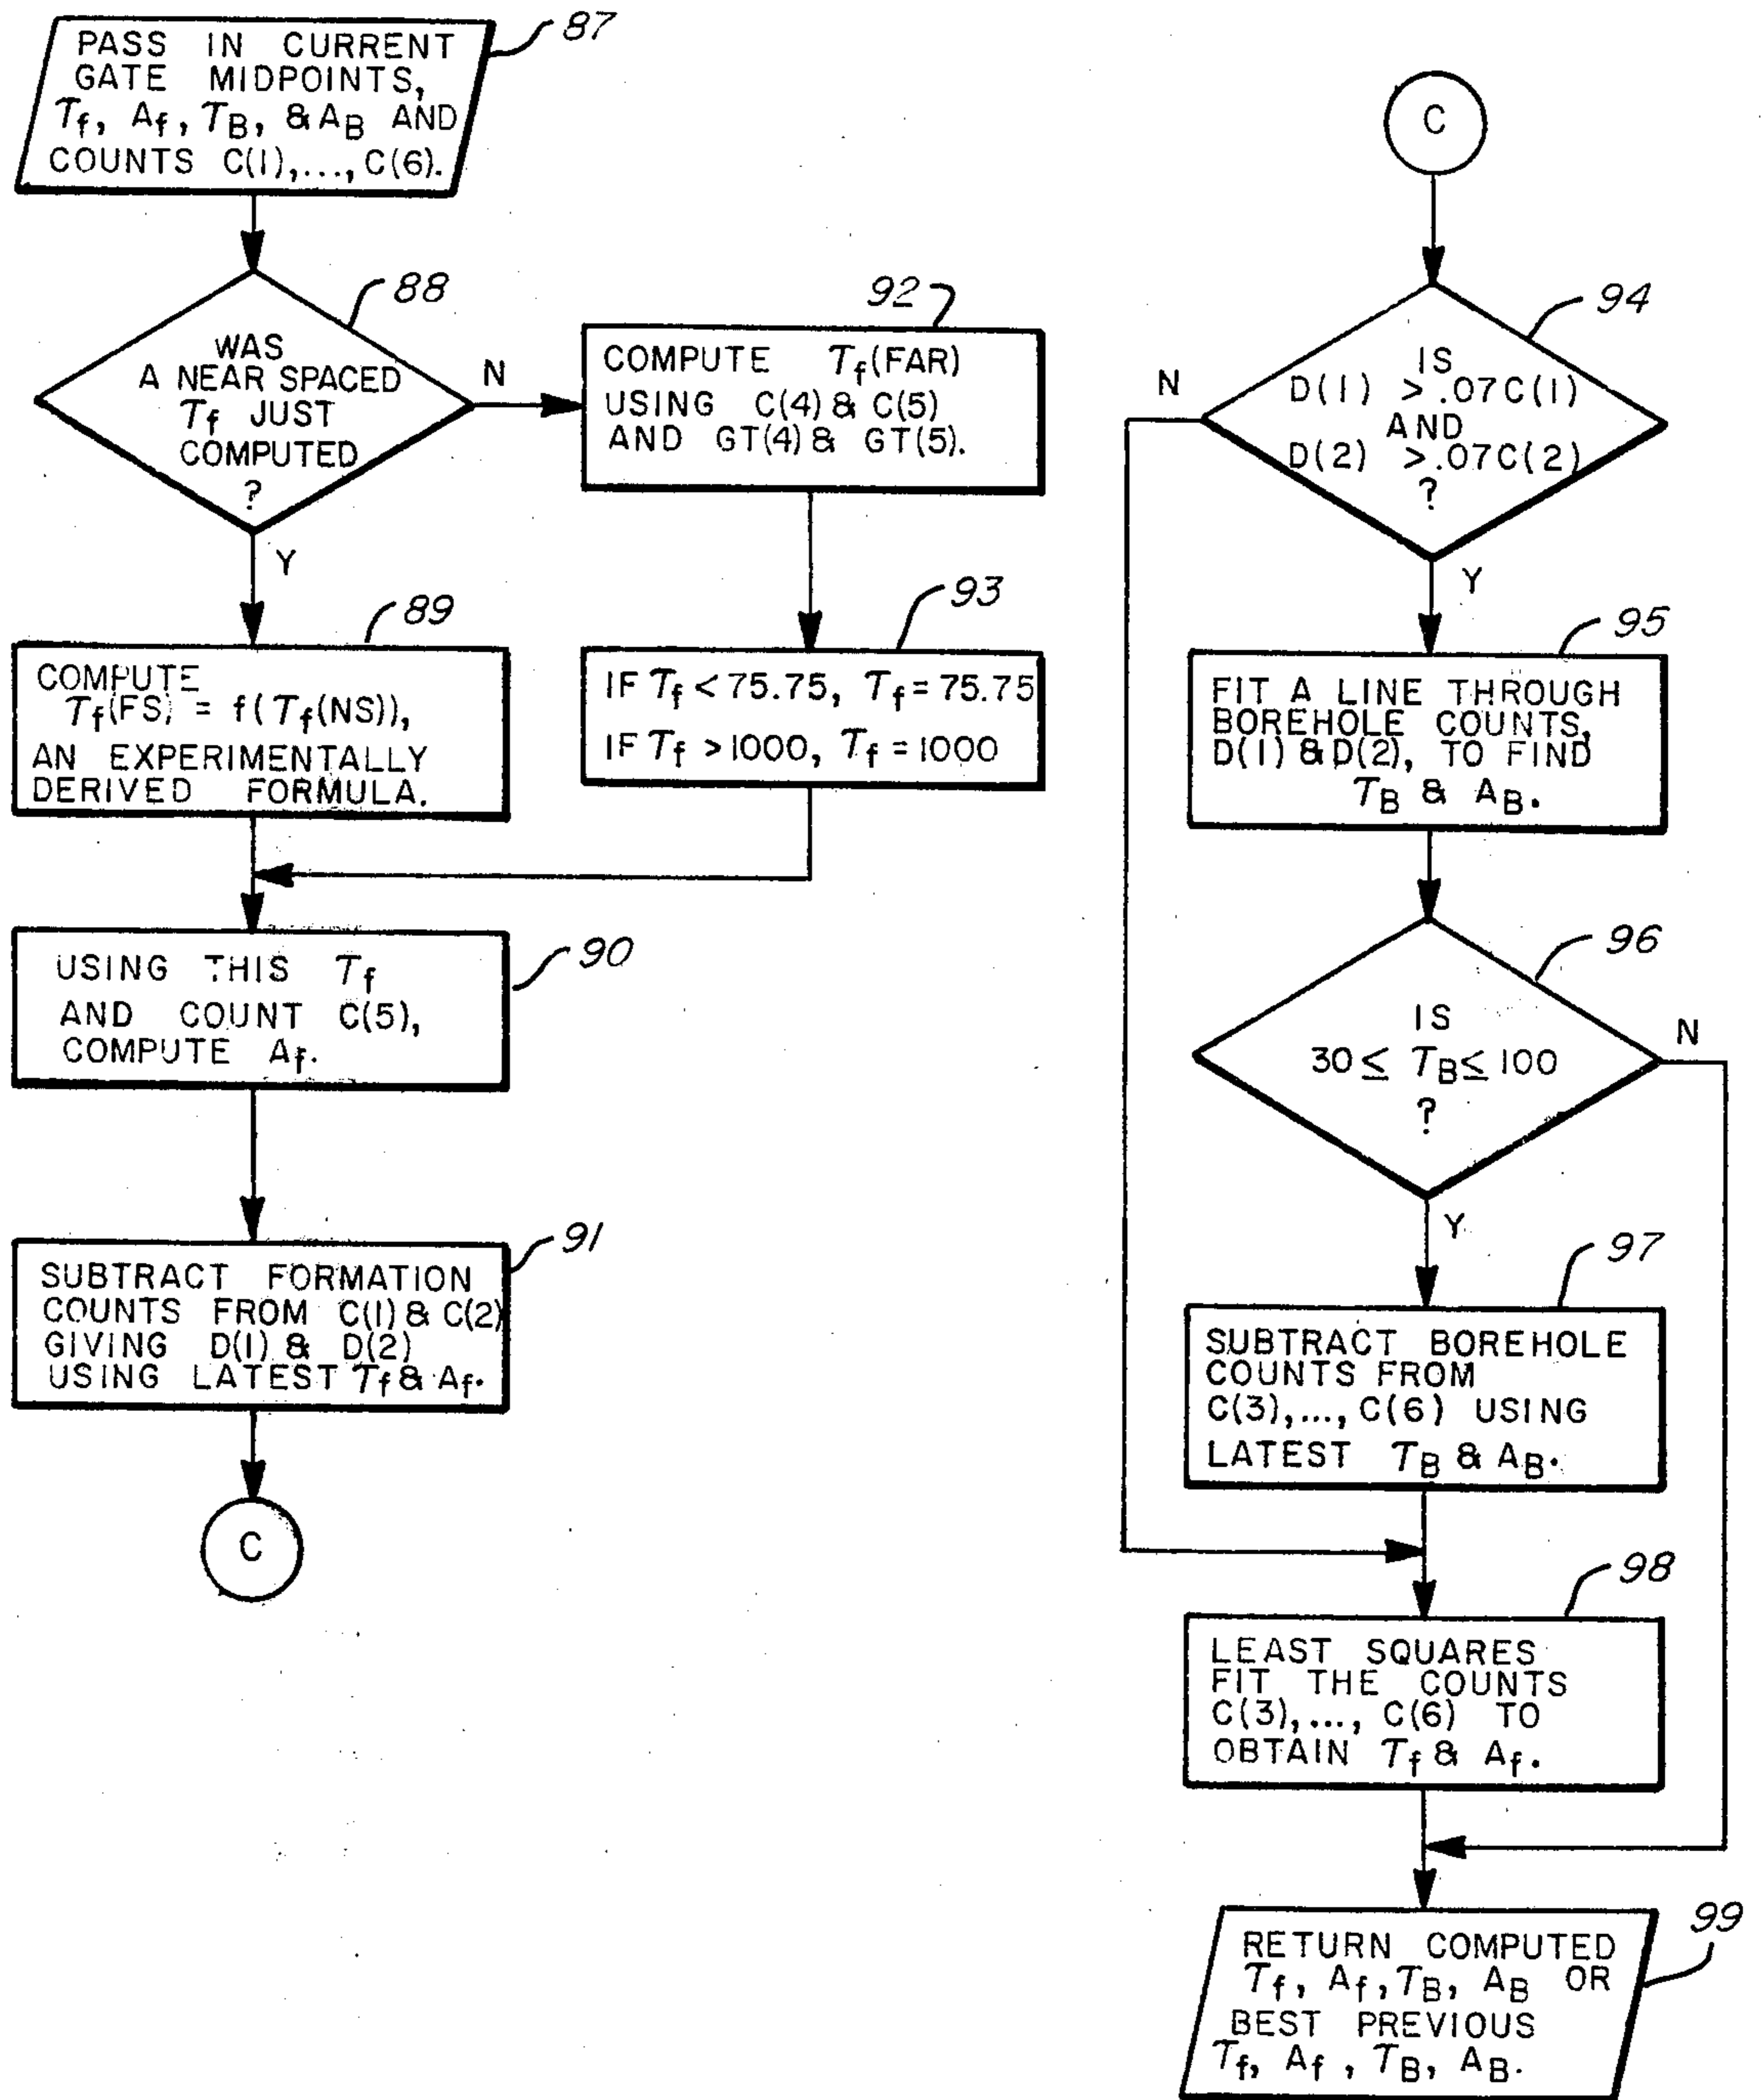 PASS IN CURRENT
GATE MIDPOINTS,
Tf, Af, TB, & AB AND
COUNTS C(1),..., C(6).
87
WAS
A NEAR SPACED
Tf JUST
COMPUTED
?
88
N
Y
COMPUTE Tf(FAR)
USING C(4) & C(5)
AND GT(4) & GT(5).
92
IF Tf < 75.75, Tf = 75.75
IF Tf > 1000, Tf = 1000
93
COMPUTE
Tf(FS) = f(Tf(NS)),
AN EXPERIMENTALLY
DERIVED FORMULA.
89
USING THIS Tf
AND COUNT C(5),
COMPUTE Af.
90
SUBTRACT FORMATION
COUNTS FROM C(1) & C(2)
GIVING D(1) & D(2)
USING LATEST Tf & Af.
91
C
C
IS
D(1) > .07C(1)
AND
D(2) > .07C(2)
?
94
N
Y
FIT A LINE THROUGH
BOREHOLE COUNTS,
D(1) & D(2), TO FIND
TB & AB.
95
IS
30 ≤ TB ≤ 100
?
96
N
Y
SUBTRACT BOREHOLE
COUNTS FROM
C(3),..., C(6) USING
LATEST TB & AB.
97
LEAST SQUARES
FIT THE COUNTS
C(3),..., C(6) TO
OBTAIN Tf & Af.
98
RETURN COMPUTED
Tf, Af, TB, AB OR
BEST PREVIOUS
Tf, Af, TB, AB.
99